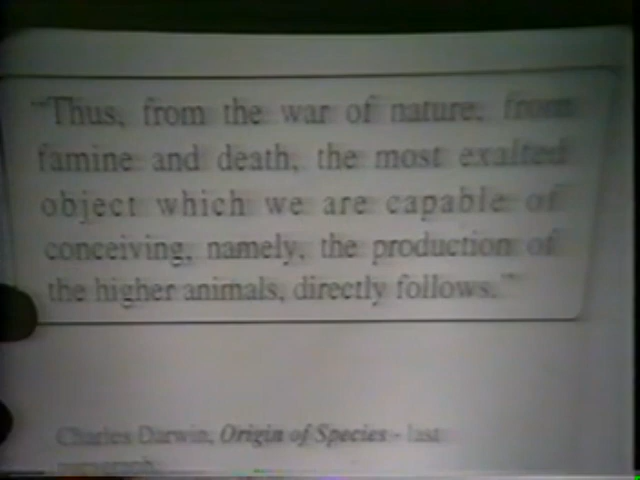 "Thus, from the war of nature, from
famine and death, the most exalted
object which we are capable of
conceiving, namely, the production of
the higher animals, directly follows."
Charles Darwin, Origin of Species - last
paragraph.